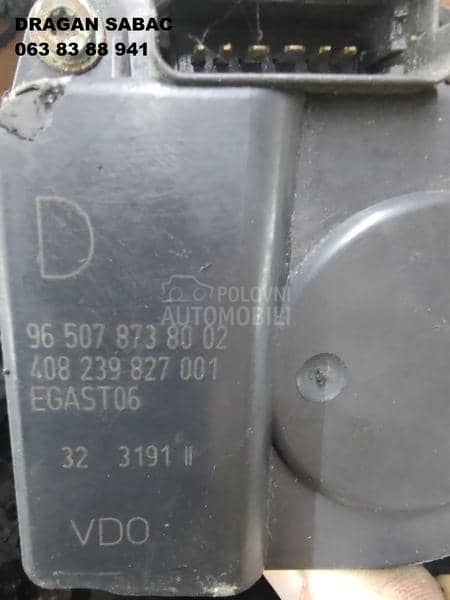 DRAGAN SABAC
063 83 88 941
D
POLOVNI
AUTOMOBILI
96 507 873 80 02
408 239 827 001
EGAST06
32 3191 II
VDO